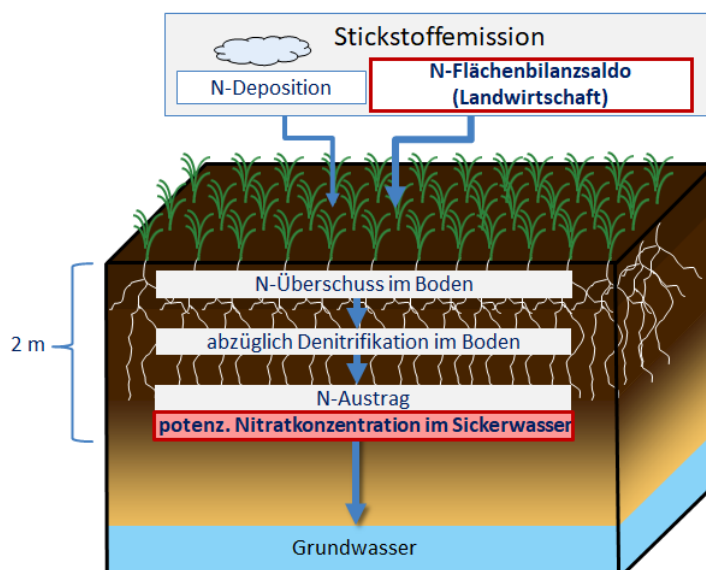 Stickstoffemission
N-Deposition
N-Flächenbilanzsaldo
(Landwirtschaft)
N-Überschuss im Boden
2 m
abzüglich Denitrifikation im Boden
N-Austrag
potenz. Nitratkonzentration im Sickerwasser
Grundwasser